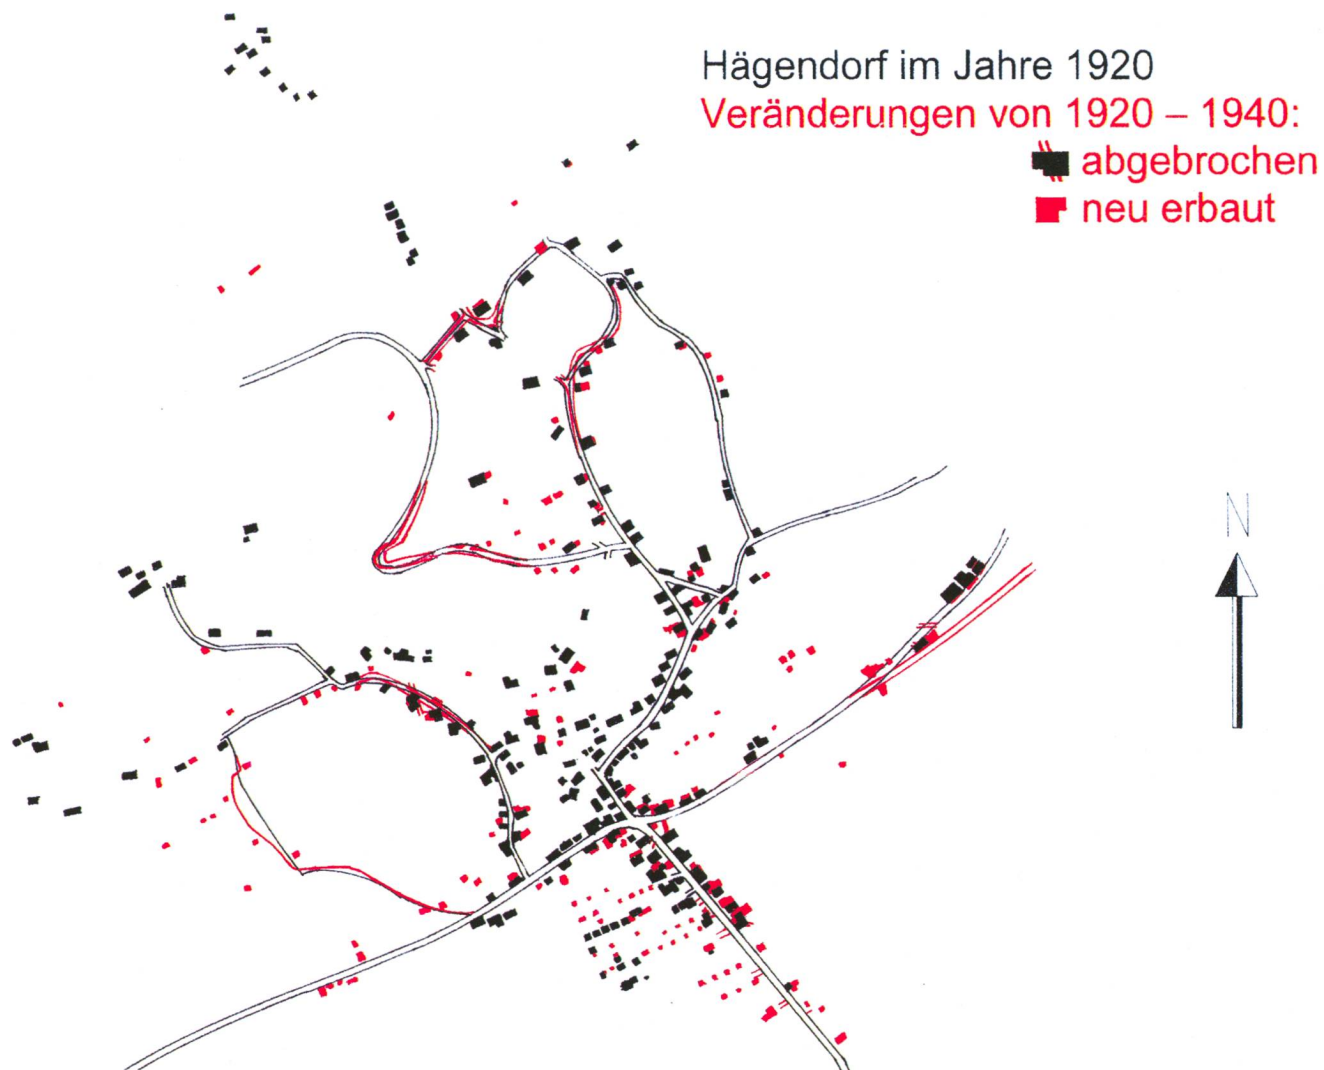 Hägendorf im Jahre 1920
Veränderungen von 1920 – 1940:
abgebrochen
neu erbaut
N